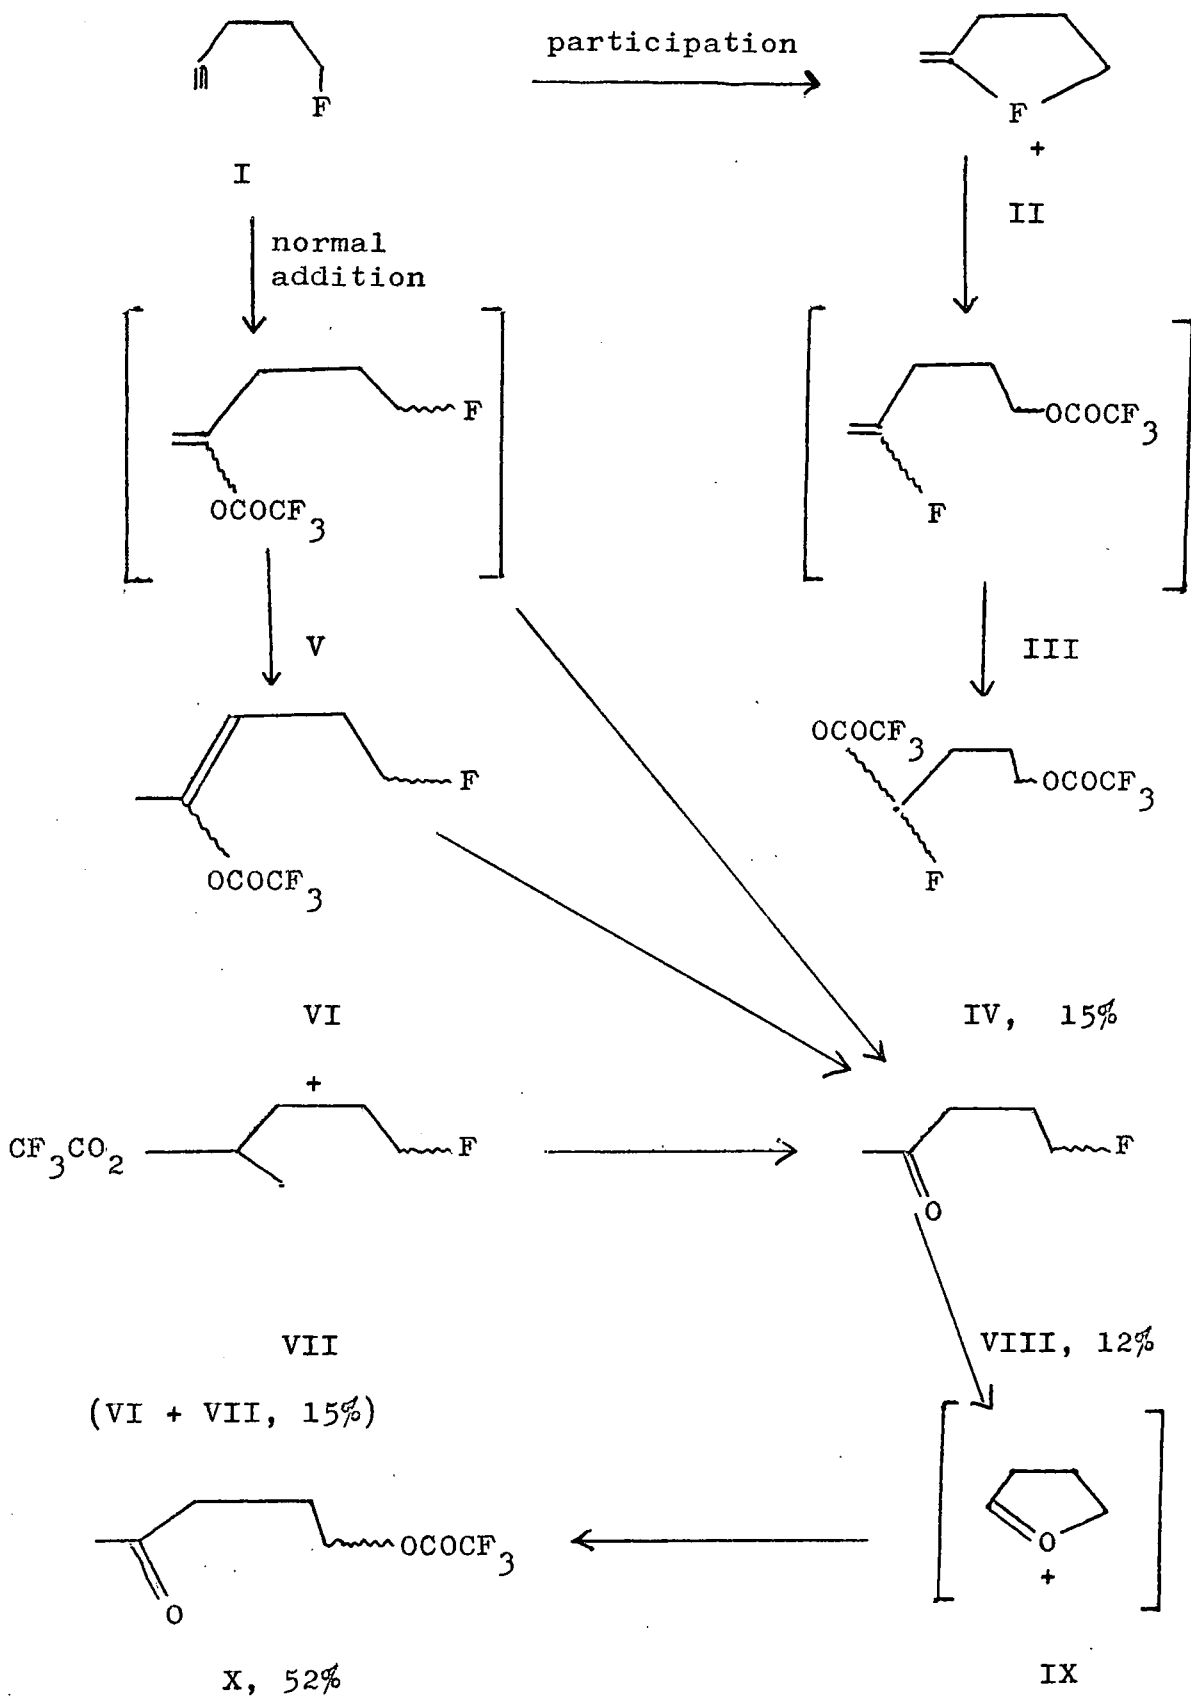 participation
F
F
+
I
II
normal
addition
F
OCOCF3
OCOCF3
F
V
III
F
OCOCF3
OCOCF3
OCOCF3
F
VI
IV, 15%
+
CF3CO2
F
F
O
VII
VIII, 12%
(VI + VII, 15%)
OCOCF3
O
O
+
X, 52%
IX